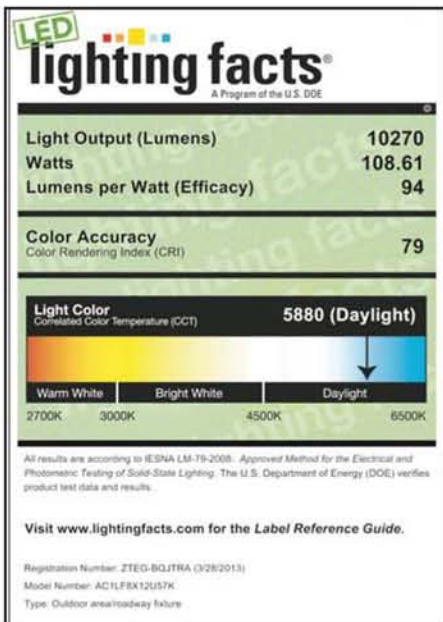 LED
lighting facts®
A Program of the U.S. DOE
Light Output (Lumens) 10270
Watts 108.61
Lumens per Watt (Efficacy) 94
Color Accuracy 79
Color Rendering Index (CRI)
Light Color 5880 (Daylight)
Correlated Color Temperature (CCT)
Warm White Bright White Daylight
2700K 3000K 4500K 6500K
All results are according to IESNA LM-79-2008: Approved Method for the Electrical and
Photometric Testing of Solid-State Lighting. The U.S. Department of Energy (DOE) verifies
product test data and results.
Visit www.lightingfacts.com for the Label Reference Guide.
Registration Number: ZTEG-BQJTRA (3/28/2013)
Model Number: AC1LF8X12U57K
Type: Outdoor area/roadway fixture